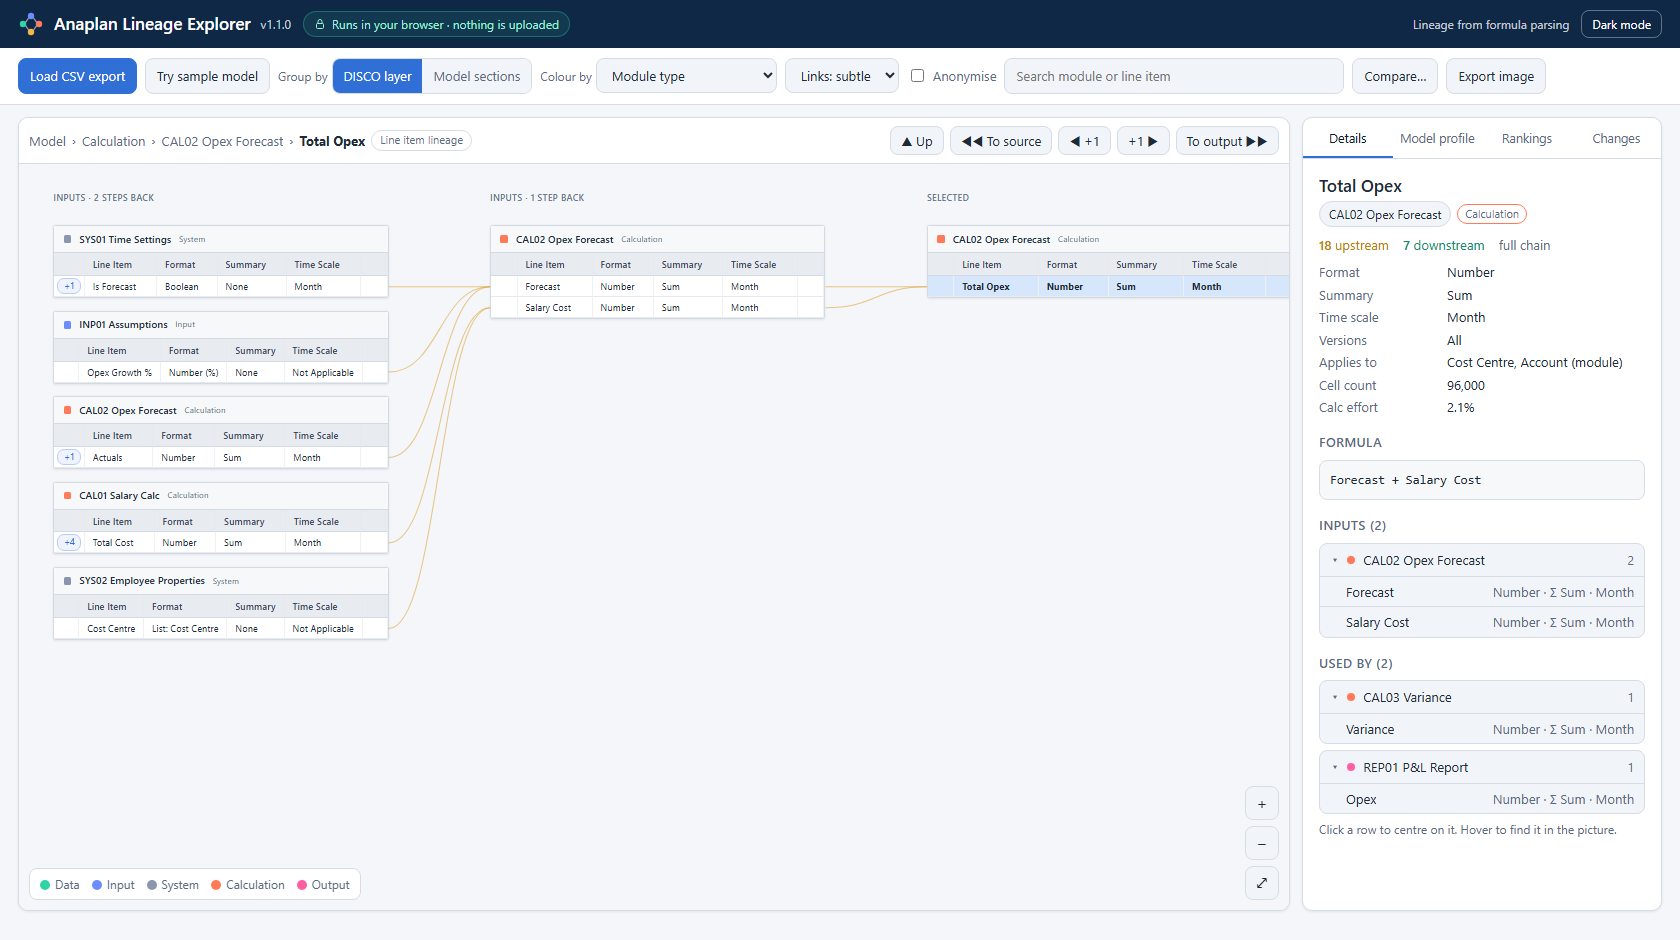 Anaplan Lineage Explorer v1.1.0 Runs in your browser · nothing is uploaded Lineage from formula parsing Dark mode
Load CSV export Try sample model Group by DISCO layer Model sections Colour by Module type Links: subtle Anonymise Search module or line item Compare... Export image
Model › Calculation › CAL02 Opex Forecast › Total Opex Line item lineage ▲ Up ◀◀ To source ◀ +1 +1 ▶ To output ▶▶
INPUTS · 2 STEPS BACK
SYS01 Time Settings System
Line Item Format Summary Time Scale
+1 Is Forecast Boolean None Month
INP01 Assumptions Input
Line Item Format Summary Time Scale
Opex Growth % Number (%) None Not Applicable
CAL02 Opex Forecast Calculation
Line Item Format Summary Time Scale
+1 Actuals Number Sum Month
CAL01 Salary Calc Calculation
Line Item Format Summary Time Scale
+4 Total Cost Number Sum Month
SYS02 Employee Properties System
Line Item Format Summary Time Scale
Cost Centre List: Cost Centre None Not Applicable
INPUTS · 1 STEP BACK
CAL02 Opex Forecast Calculation
Line Item Format Summary Time Scale
Forecast Number Sum Month
Salary Cost Number Sum Month
SELECTED
CAL02 Opex Forecast Calculation
Line Item Format Summary Time Scale
Total Opex Number Sum Month
+
−
Data Input System Calculation Output
Details Model profile Rankings Changes
Total Opex
CAL02 Opex Forecast Calculation
18 upstream 7 downstream full chain
Format Number
Summary Sum
Time scale Month
Versions All
Applies to Cost Centre, Account (module)
Cell count 96,000
Calc effort 2.1%
FORMULA
Forecast + Salary Cost
INPUTS (2)
CAL02 Opex Forecast 2
Forecast Number · Σ Sum · Month
Salary Cost Number · Σ Sum · Month
USED BY (2)
CAL03 Variance 1
Variance Number · Σ Sum · Month
REP01 P&L Report 1
Opex Number · Σ Sum · Month
Click a row to centre on it. Hover to find it in the picture.